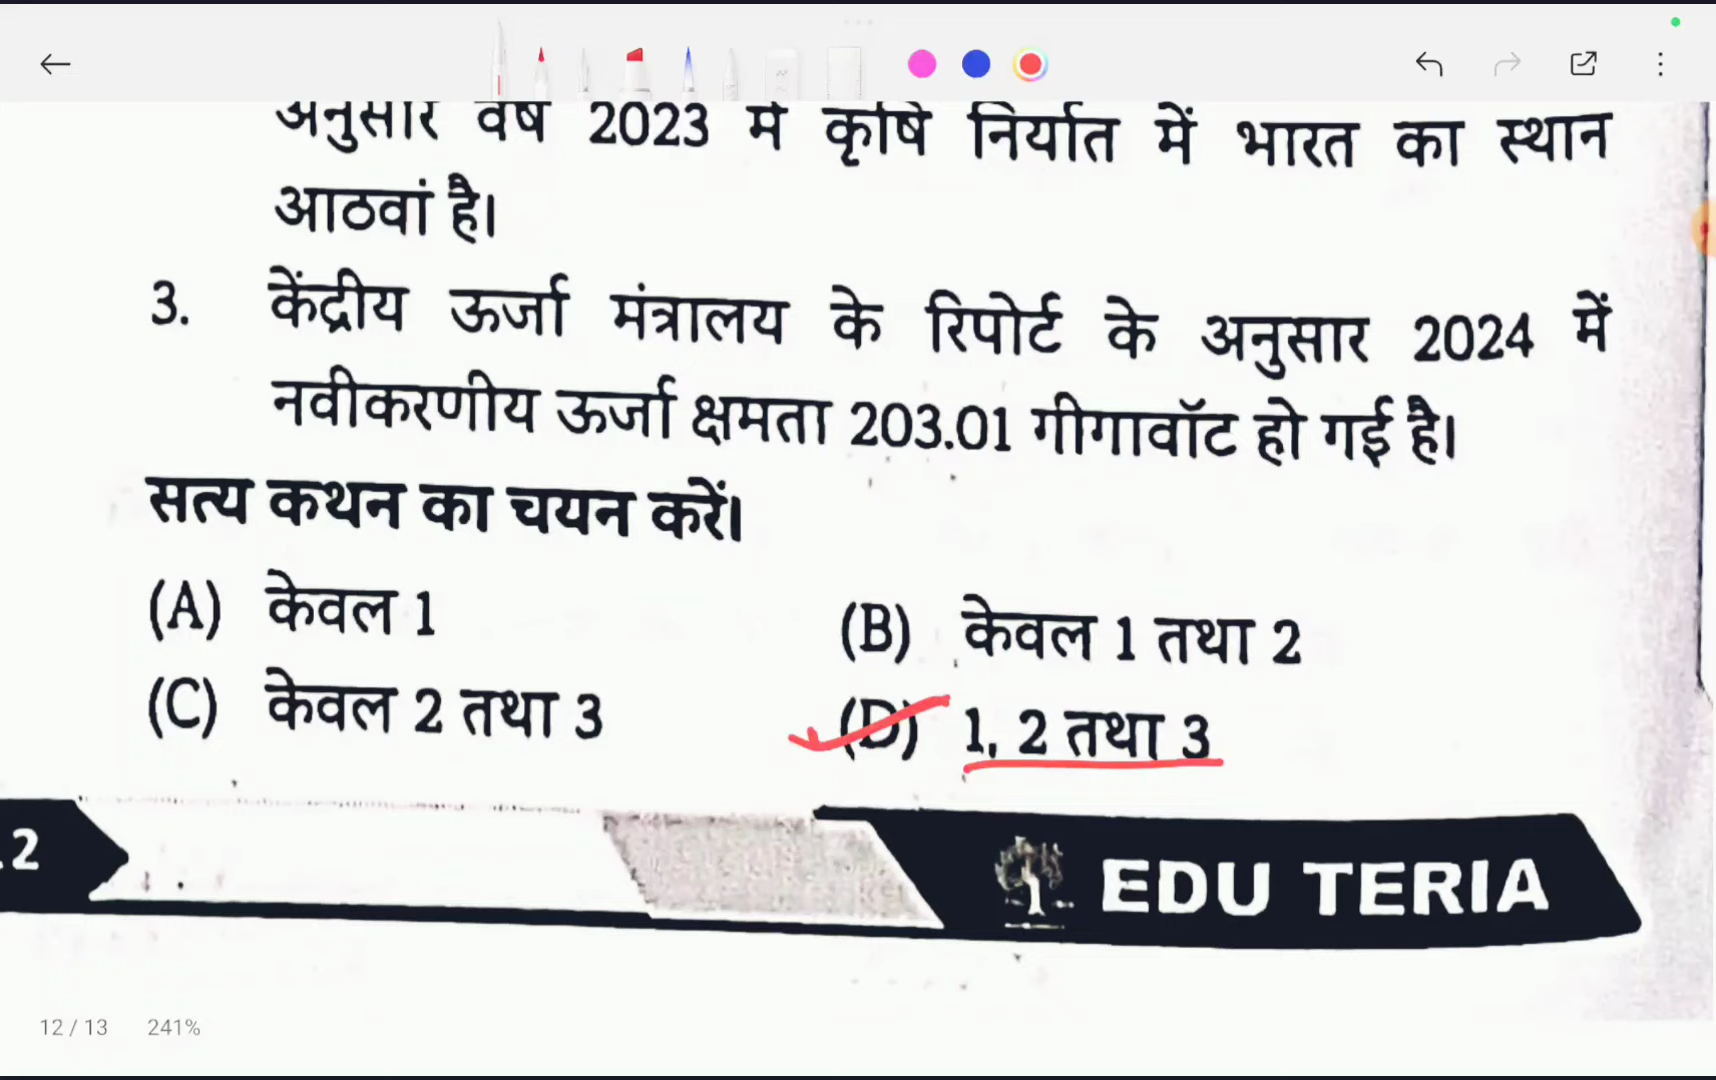 अनुसार वर्ष 2023 में कृषि निर्यात में भारत का स्थान
आठवां है।
3. केंद्रीय ऊर्जा मंत्रालय के रिपोर्ट के अनुसार 2024 में
नवीकरणीय ऊर्जा क्षमता 203.01 गीगावॉट हो गई है।
सत्य कथन का चयन करें।
(A) केवल 1
(B) केवल 1 तथा 2
(C) केवल 2 तथा 3
(D) 1, 2 तथा 3
2
EDU TERIA
12 / 13 241%